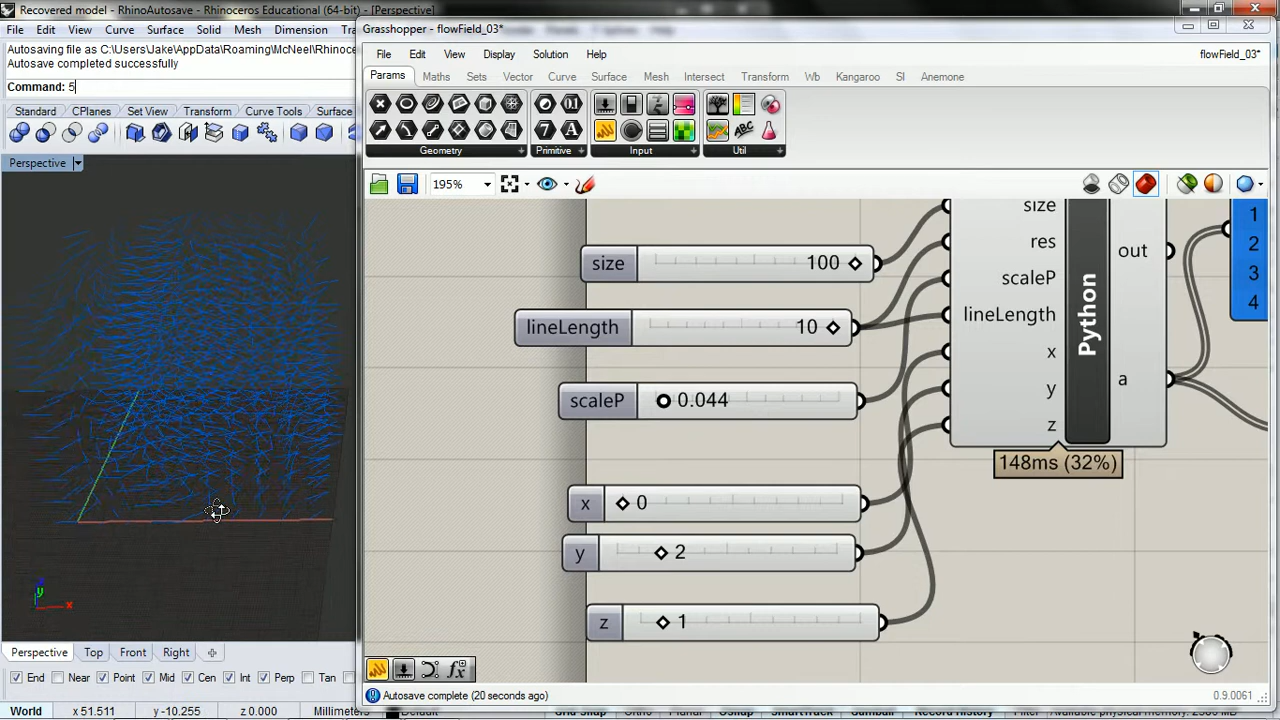 Recovered model - RhinoAutosave - Rhinoceros Educational (64-bit) - [Perspective]
File Edit View Curve Surface Solid Mesh Dimension
Autosaving file as C:\Users\Jake\AppData\Roaming\McNeel\Rhinoce
Autosave completed successfully
Command: 5
Standard CPlanes Set View Transform Curve Tools Surface
Perspective
y
x
Perspective Top Front Right
End Near Point Mid Cen Int Perp Tan
World x 51.511 y -10.255 z 0.000 Millimeters Default
Grasshopper - flowField_03*
File Edit View Display Solution Help flowField_03*
Params Maths Sets Vector Curve Surface Mesh Intersect Transform Wb Kangaroo SI Anemone
Geometry Primitive Input Util
195%
size 100
lineLength 10
scaleP 0.044
x 0
y 2
z 1
size
res
scaleP
lineLength
x
y
z
Python
out
a
148ms (32%)
1
2
3
4
Autosave complete (20 seconds ago) 0.9.0061